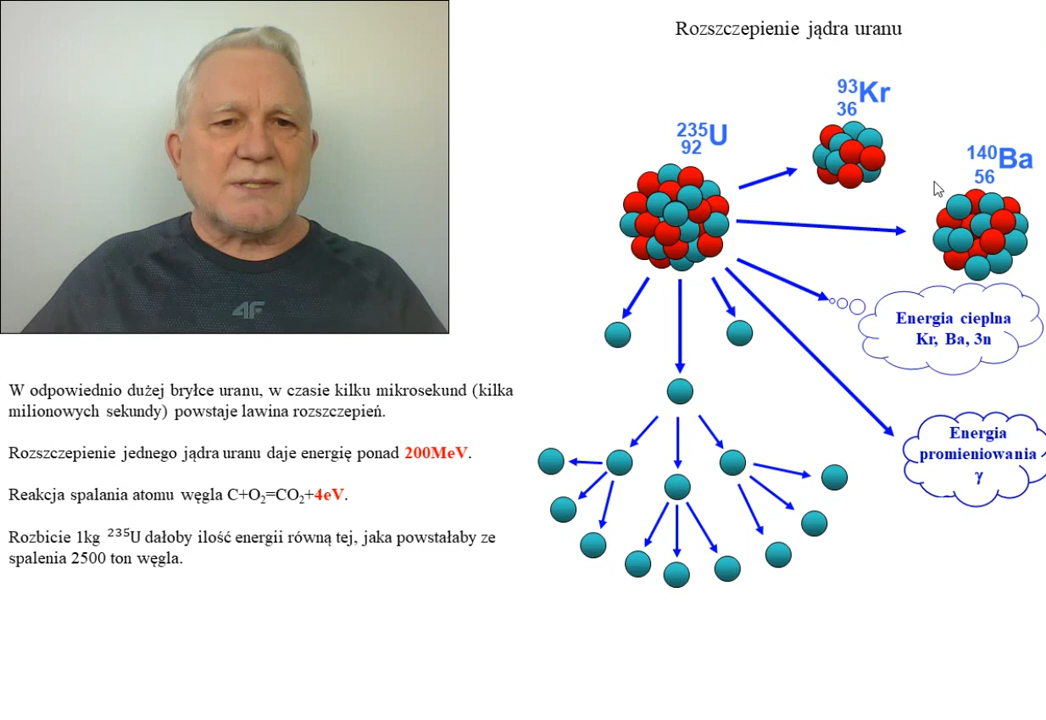 Rozszczepienie jądra uranu
4F
93
36
Kr
235
92
U
140
56
Ba
Energia cieplna
Kr, Ba, 3n
Energia
promieniowania
γ
W odpowiednio dużej bryłce uranu, w czasie kilku mikrosekund (kilka
milionowych sekundy) powstaje lawina rozszczepień.
Rozszczepienie jednego jądra uranu daje energię ponad 200MeV.
Reakcja spalania atomu węgla C+O₂=CO₂+4eV.
Rozbicie 1kg ²³⁵U dałoby ilość energii równą tej, jaka powstałaby ze
spalenia 2500 ton węgla.